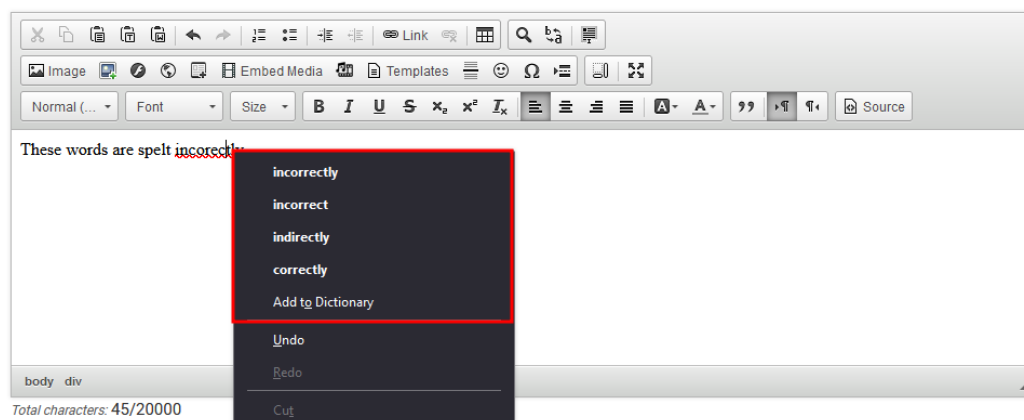 Link
Image Embed Media Templates
Normal (... Font Size B I U S x₂ x² Tx A A Source
These words are spelt incorectly
incorrectly
incorrect
indirectly
correctly
Add to Dictionary
Undo
Redo
Cut
body div
Total characters: 45/20000